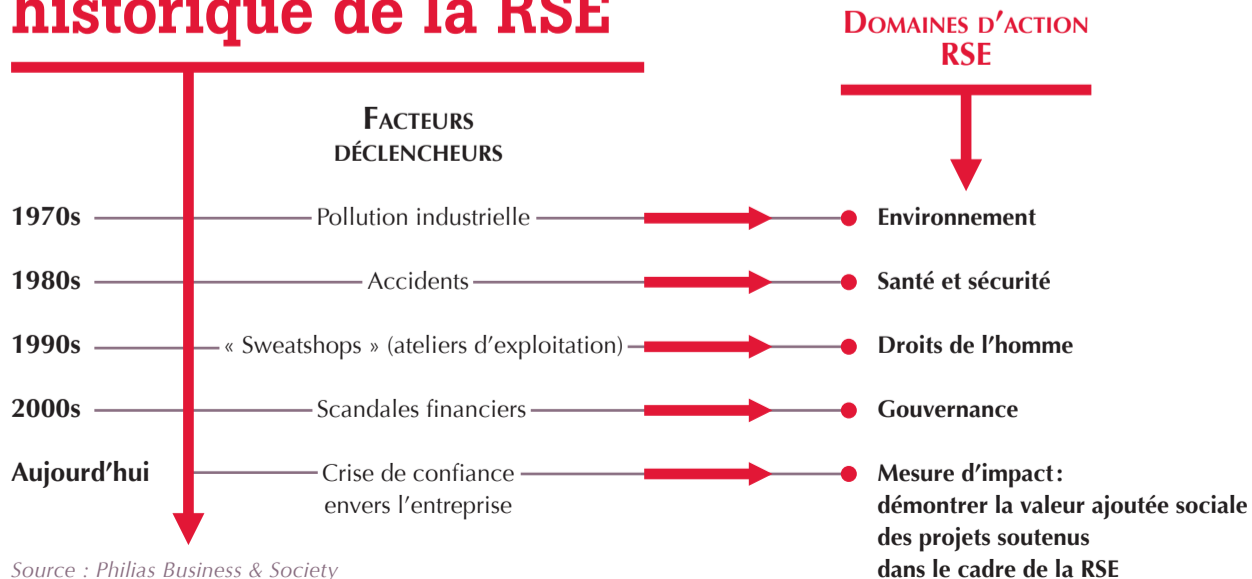 historique de la RSE
DOMAINES D'ACTION
RSE
FACTEURS
DÉCLENCHEURS
1970s Pollution industrielle Environnement
1980s Accidents Santé et sécurité
1990s « Sweatshops » (ateliers d'exploitation) Droits de l'homme
2000s Scandales financiers Gouvernance
Aujourd'hui Crise de confiance Mesure d'impact :
envers l'entreprise démontrer la valeur ajoutée sociale
des projets soutenus
Source : Philias Business & Society dans le cadre de la RSE